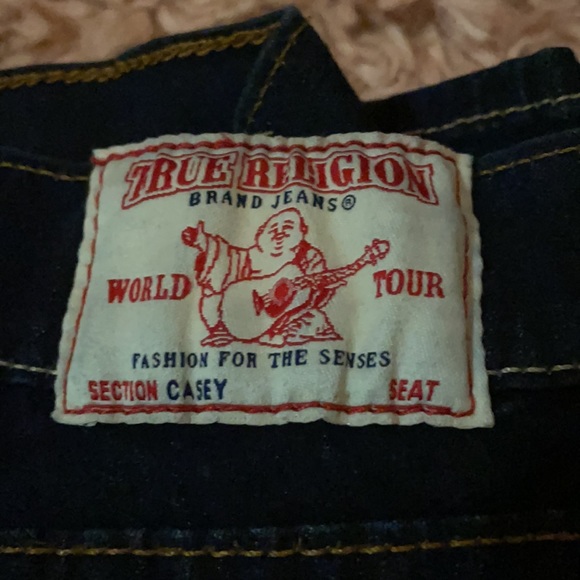 TRUE RELIGION
BRAND JEANS®
WORLD TOUR
FASHION FOR THE SENSES
SECTION CASEY SEAT